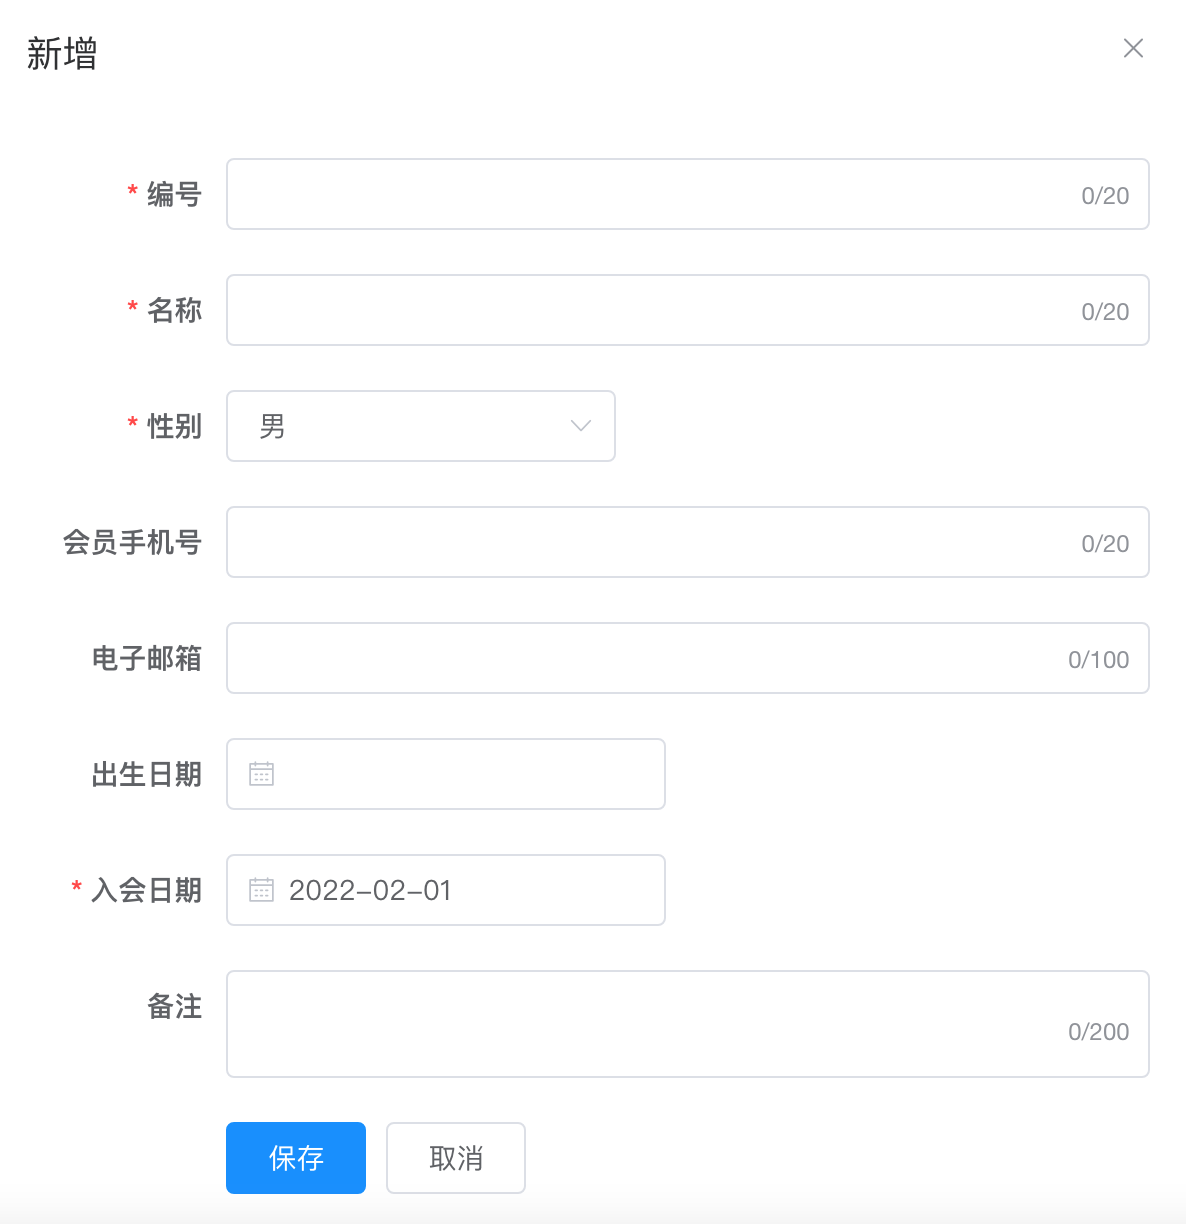 新增
* 编号
0/20
* 名称
0/20
* 性别
男
会员手机号
0/20
电子邮箱
0/100
出生日期
* 入会日期
2022-02-01
备注
0/200
保存
取消